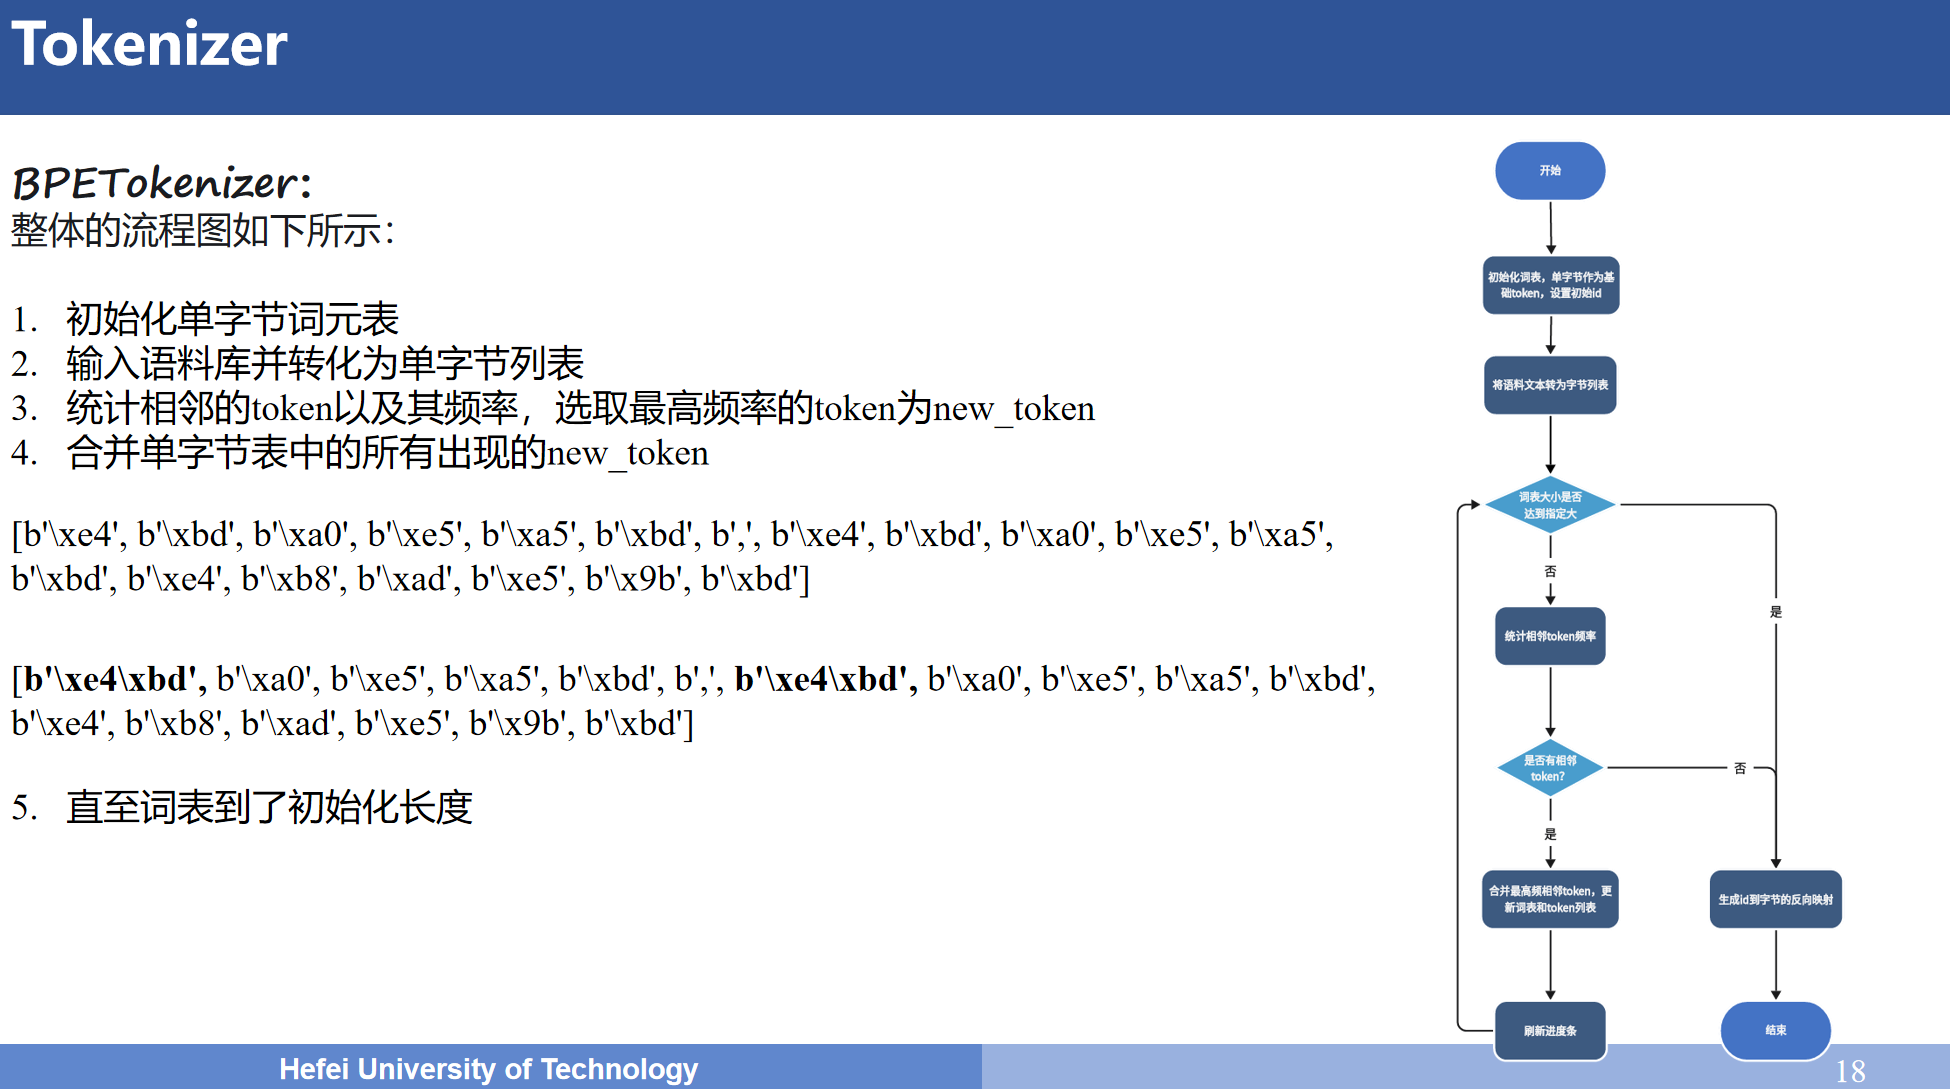 Tokenizer
BPETokenizer:
整体的流程图如下所示：
1. 初始化单字节词元表
2. 输入语料库并转化为单字节列表
3. 统计相邻的token以及其频率，选取最高频率的token为new_token
4. 合并单字节表中的所有出现的new_token
[b'\xe4', b'\xbd', b'\xa0', b'\xe5', b'\xa5', b'\xbd', b',', b'\xe4', b'\xbd', b'\xa0', b'\xe5', b'\xa5',
b'\xbd', b'\xe4', b'\xb8', b'\xad', b'\xe5', b'\x9b', b'\xbd']
[b'\xe4\xbd', b'\xa0', b'\xe5', b'\xa5', b'\xbd', b',', b'\xe4\xbd', b'\xa0', b'\xe5', b'\xa5', b'\xbd',
b'\xe4', b'\xb8', b'\xad', b'\xe5', b'\x9b', b'\xbd']
5. 直至词表到了初始化长度
开始
初始化词表，单字节作为基
础token，设置初始id
将语料文本转为字节列表
词表大小是否
达到指定大
否
是
统计相邻token频率
是否有相邻
token?
否
是
合并最高频相邻token，更
新词表和token列表
生成id到字节的反向映射
刷新进度条
结束
Hefei University of Technology
18